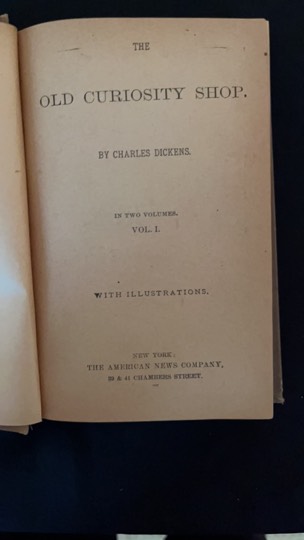 THE
OLD CURIOSITY SHOP.
BY CHARLES DICKENS.
IN TWO VOLUMES.
VOL. I.
WITH ILLUSTRATIONS.
NEW YORK:
THE AMERICAN NEWS COMPANY,
39 & 41 CHAMBERS STREET.